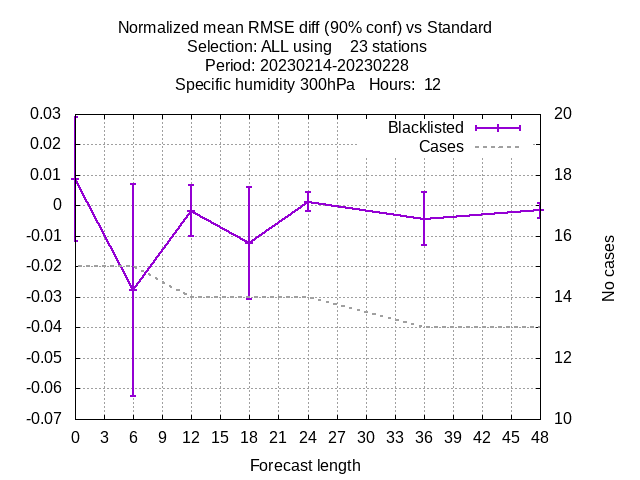 Normalized mean RMSE diff (90% conf) vs Standard
Selection: ALL using 23 stations
Period: 20230214-20230228
Specific humidity 300hPa Hours: 12
0.03 20
Blacklisted
0.02 Cases
0.01 18
0
-0.01 16
-0.02
-0.03 14
-0.04
-0.05 12
-0.06
-0.07 10
No cases
0 3 6 9 12 15 18 21 24 27 30 33 36 39 42 45 48
Forecast length